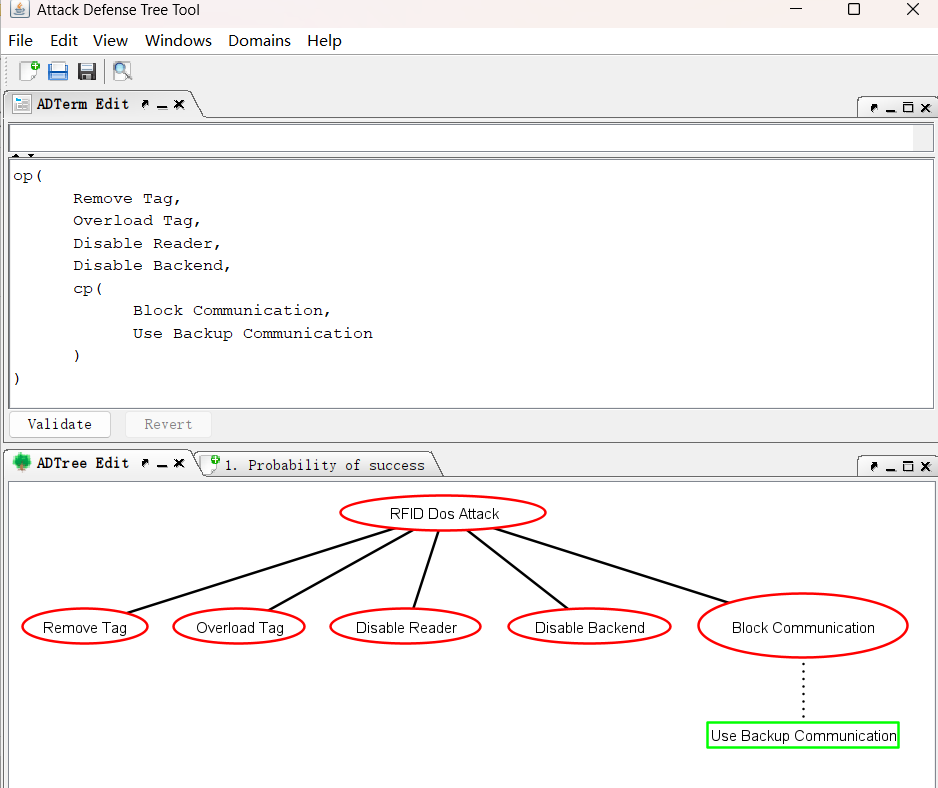 Attack Defense Tree Tool
File Edit View Windows Domains Help
ADTerm Edit
op(
Remove Tag,
Overload Tag,
Disable Reader,
Disable Backend,
cp(
Block Communication,
Use Backup Communication
)
)
Validate Revert
ADTree Edit 1. Probability of success
RFID Dos Attack
Remove Tag Overload Tag Disable Reader Disable Backend Block Communication
Use Backup Communication